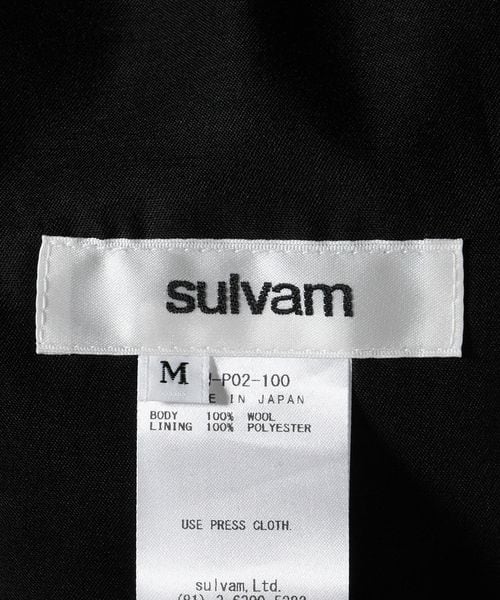 sulvam
M
-P02-100
IN JAPAN
BODY 100% WOOL
LINING 100% POLYESTER
USE PRESS CLOTH.
sulvam, Ltd.